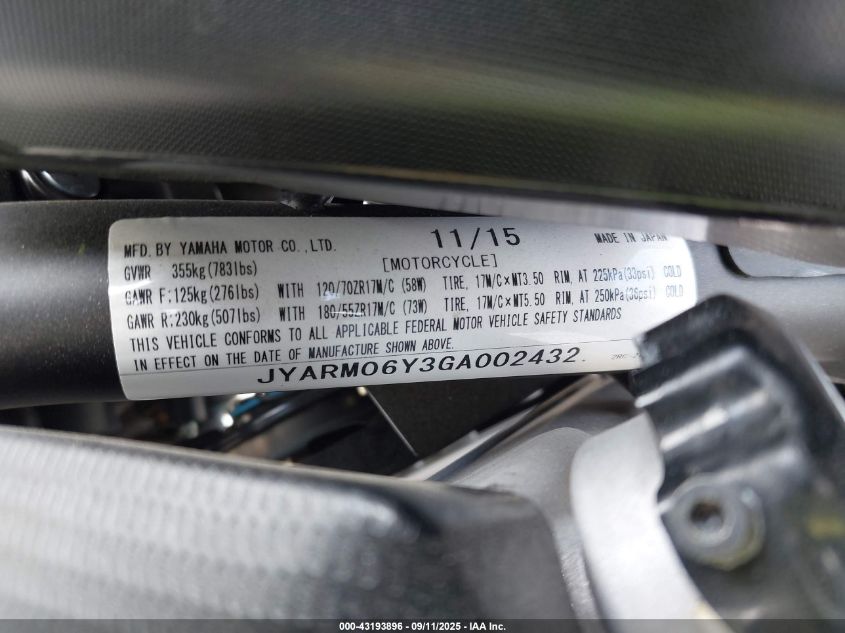 MFD. BY YAMAHA MOTOR CO., LTD. 11/15 MADE IN JAPAN
GVWR 355kg(783lbs) [MOTORCYCLE]
GAWR F:125kg(276lbs) WITH 120/70ZR17M/C (58W) TIRE, 17M/C×MT3.50 RIM, AT 225kPa(33psi) COLD
GAWR R:230kg(507lbs) WITH 180/55ZR17M/C (73W) TIRE, 17M/C×MT5.50 RIM, AT 250kPa(36psi) COLD
THIS VEHICLE CONFORMS TO ALL APPLICABLE FEDERAL MOTOR VEHICLE SAFETY STANDARDS
IN EFFECT ON THE DATE OF MANUFACTURE SHOWN ABOVE.
JYARM06Y3GA002432.
000-43193896 - 09/11/2025 - IAA Inc.